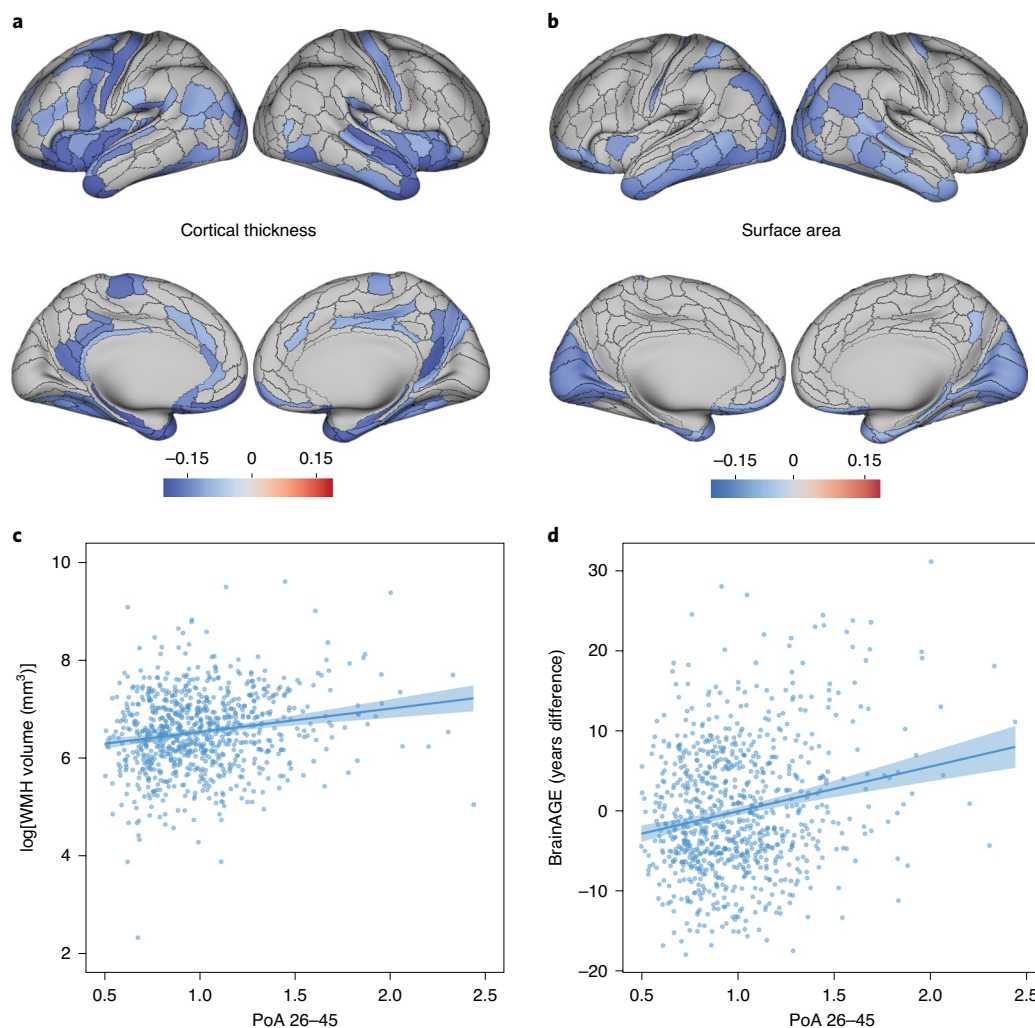 a
b
Cortical thickness
Surface area
−0.15 0 0.15
−0.15 0 0.15
c
d
10
8
6
4
2
log[WMH volume (mm³)]
0.5 1.0 1.5 2.0 2.5
PoA 26–45
30
20
10
0
−10
−20
BrainAGE (years difference)
0.5 1.0 1.5 2.0 2.5
PoA 26–45